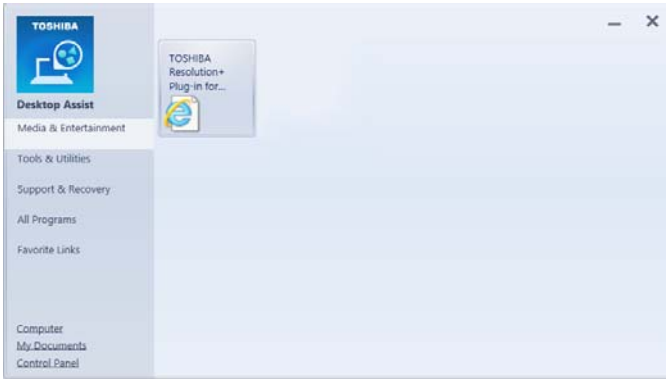 TOSHIBA
Desktop Assist
Media & Entertainment
Tools & Utilities
Support & Recovery
All Programs
Favorite Links
Computer
My Documents
Control Panel
TOSHIBA
Resolution+
Plug-in for...